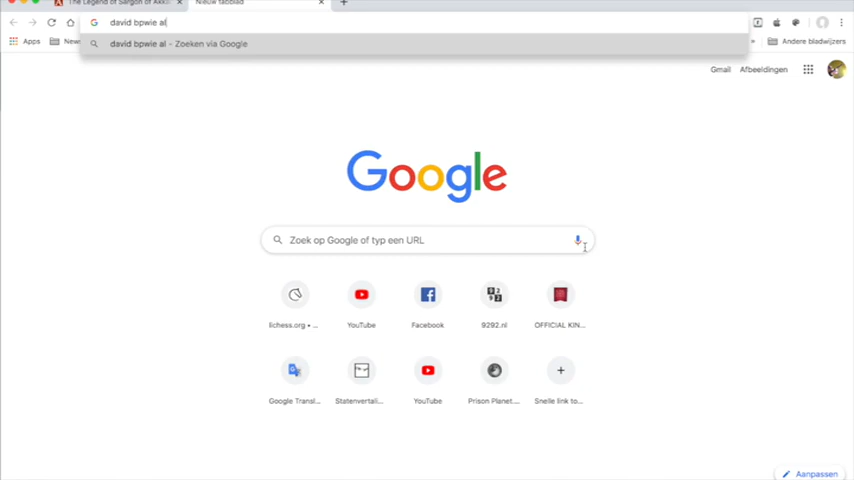 The Legend of Sargon of Akka
Nieuw tabblad
david bpwie al
Apps
News
Andere bladwijzers
david bpwie al - Zoeken via Google
Gmail
Afbeeldingen
Google
Zoek op Google of typ een URL
lichess.org • ...
YouTube
Facebook
9292.nl
OFFICIAL KIN...
Google Transl...
Statenvertali...
YouTube
Prison Planet....
Snelle link to...
Aanpassen